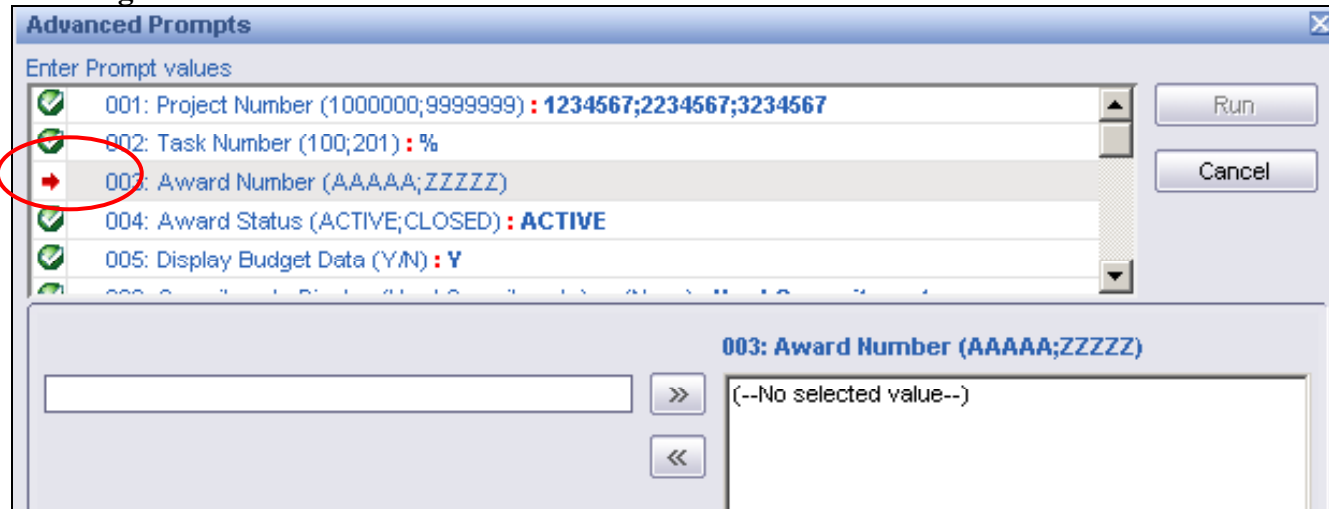 Advanced Prompts
Enter Prompt values
001: Project Number (1000000;9999999) : 1234567;2234567;3234567
Run
002: Task Number (100;201) : %
003: Award Number (AAAAA;ZZZZZ)
Cancel
004: Award Status (ACTIVE;CLOSED) : ACTIVE
005: Display Budget Data (Y/N) : Y
003: Award Number (AAAAA;ZZZZZ)
>>
(--No selected value--)
<<